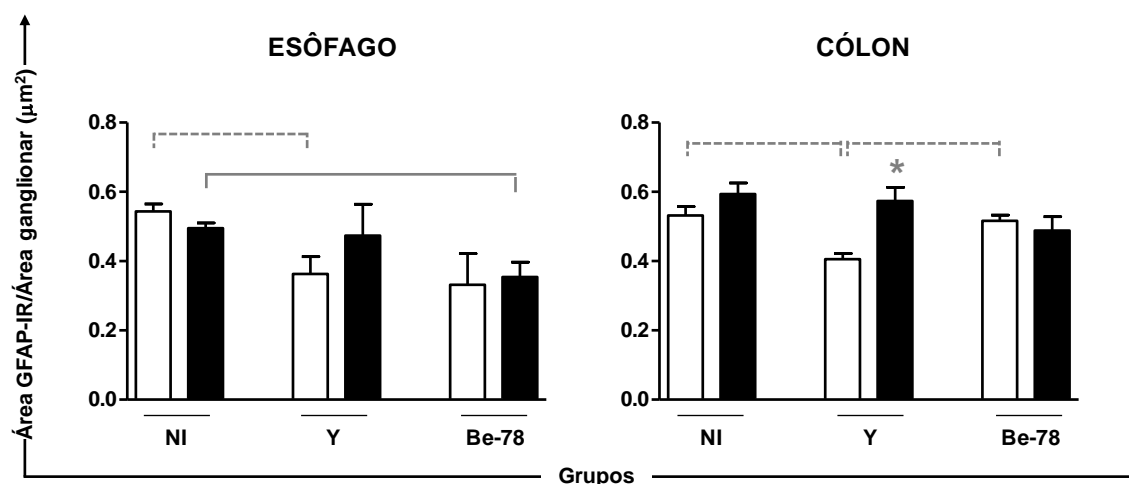 ESÔFAGO
CÓLON
Área GFAP-IR/Área ganglionar (μm²)
0.8
0.6
0.4
0.2
0.0
NI
Y
Be-78
0.8
0.6
0.4
0.2
0.0
*
NI
Y
Be-78
Grupos